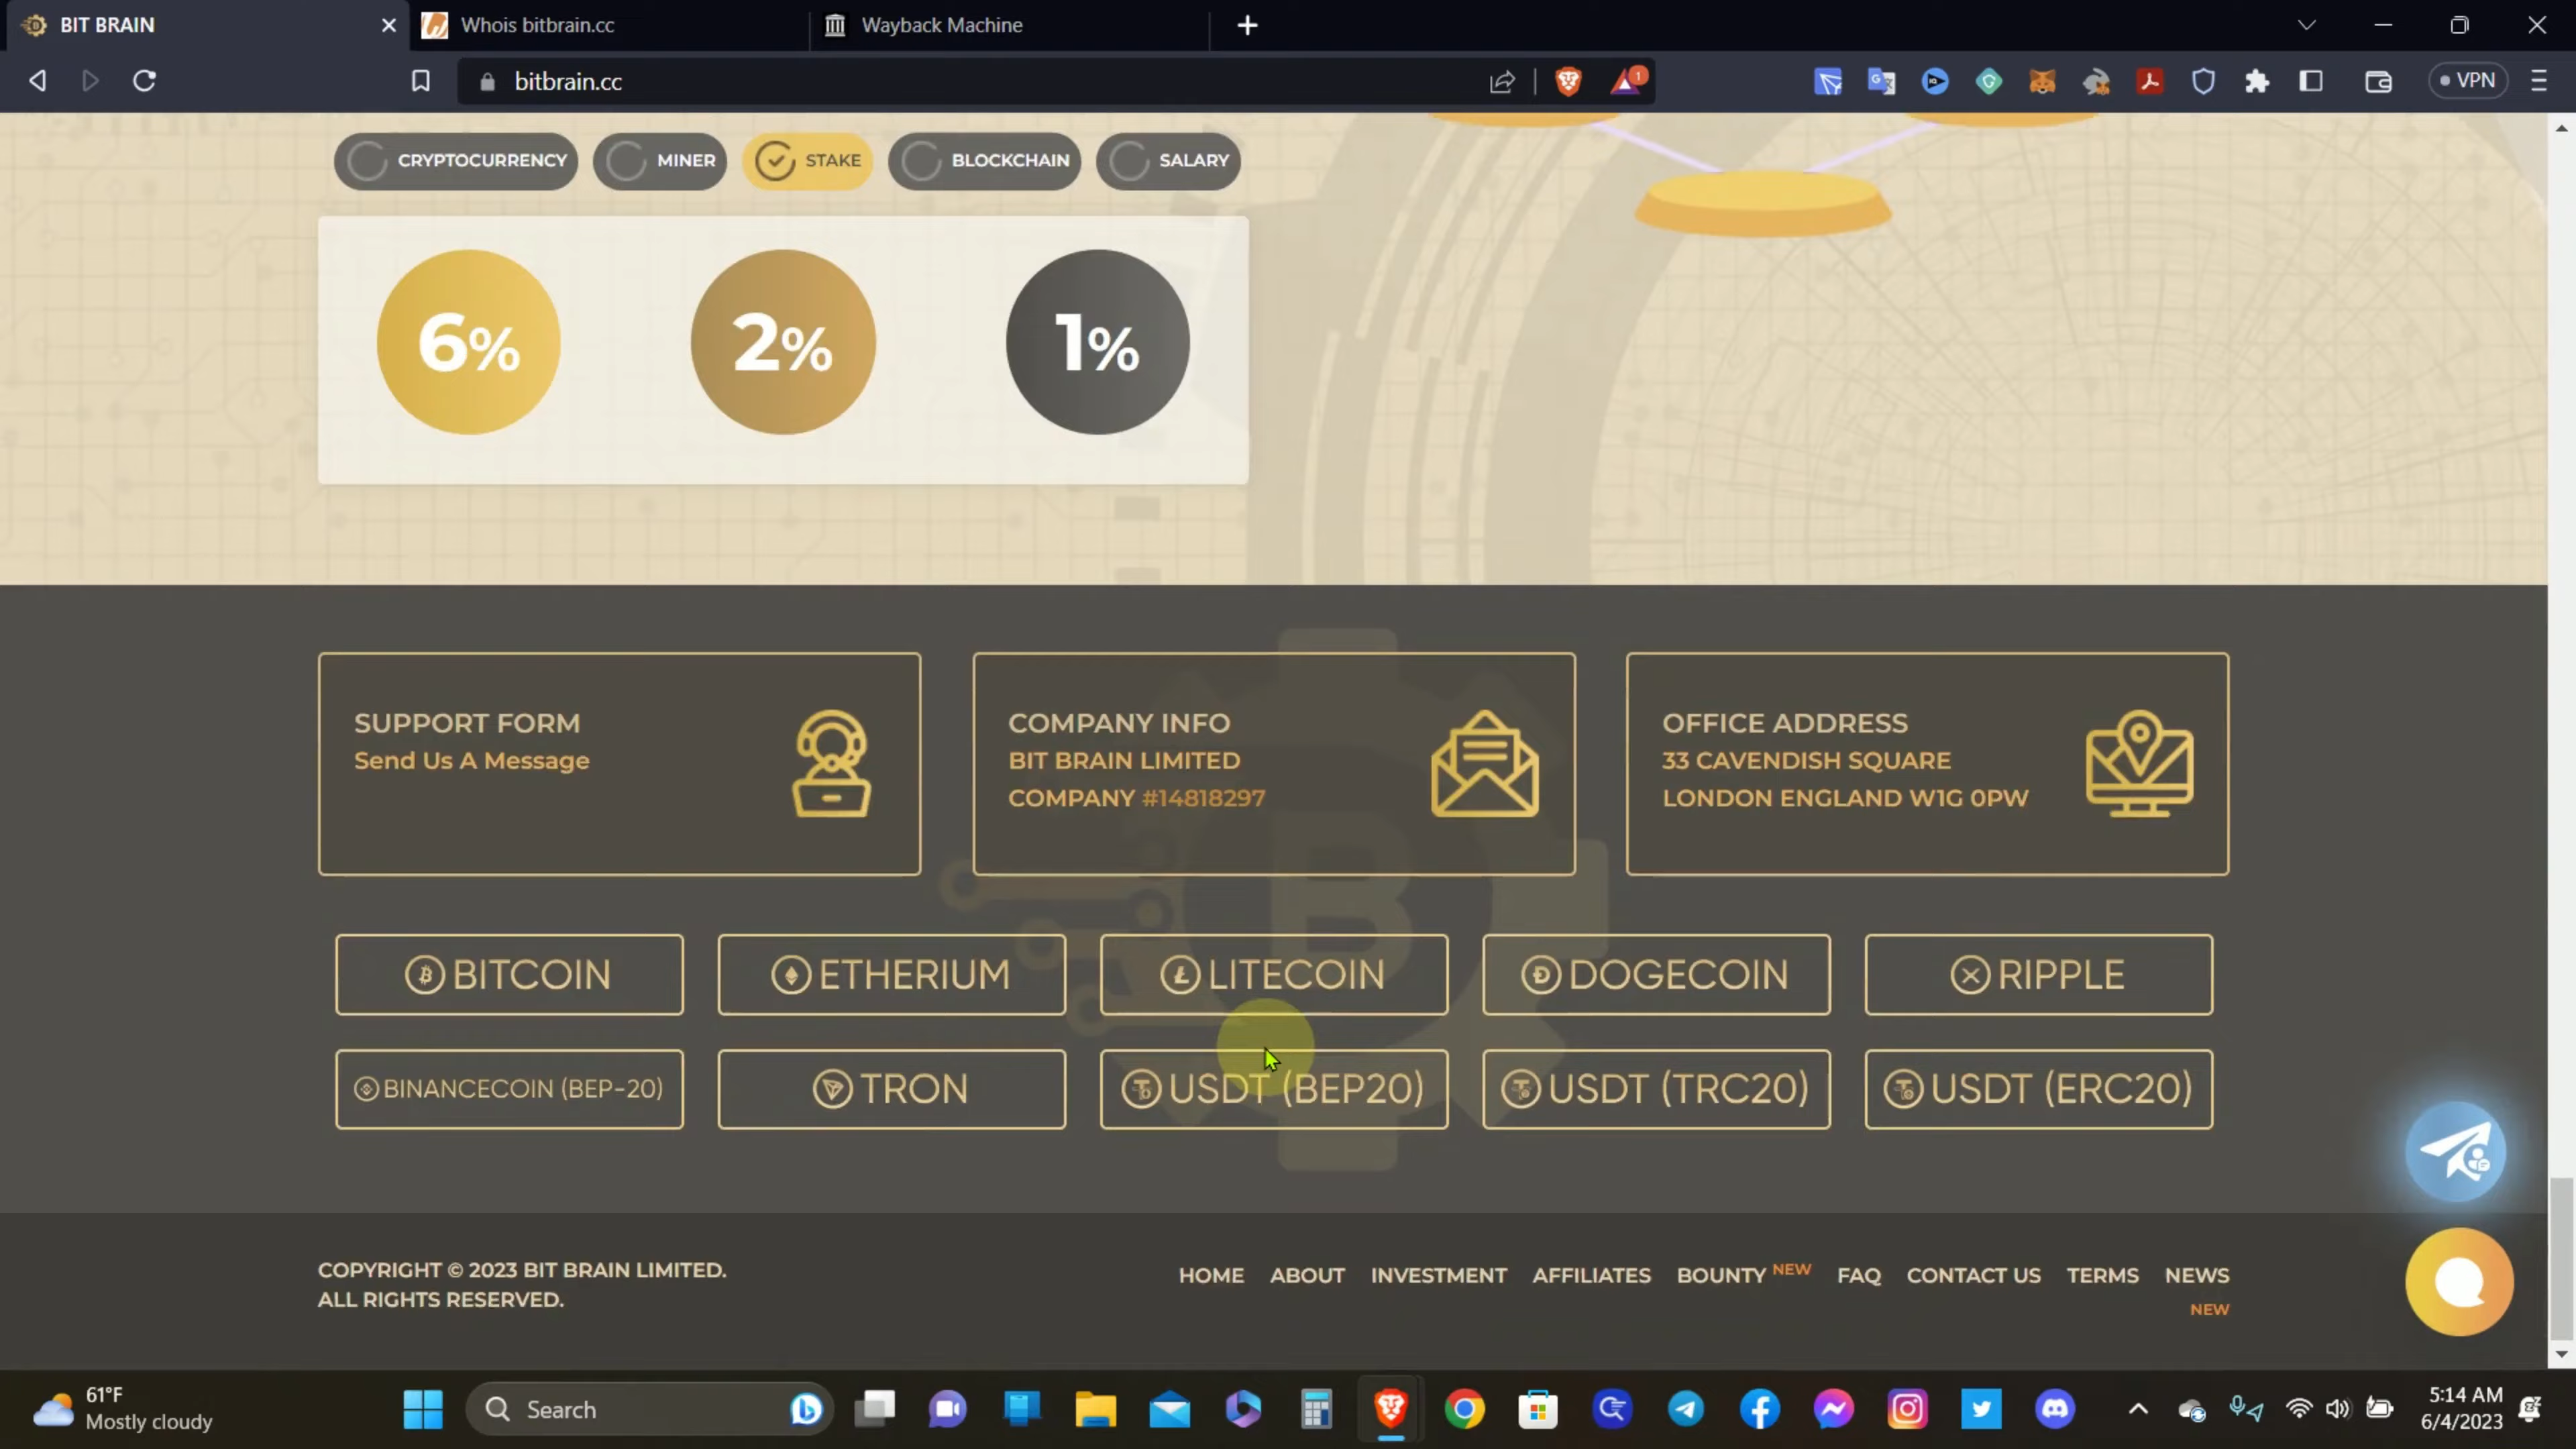 BIT BRAIN
Whois bitbrain.cc
Wayback Machine
bitbrain.cc
1
VPN
CRYPTOCURRENCY
MINER
STAKE
BLOCKCHAIN
SALARY
6%
2%
1%
SUPPORT FORM
Send Us A Message
COMPANY INFO
BIT BRAIN LIMITED
COMPANY #14818297
OFFICE ADDRESS
33 CAVENDISH SQUARE
LONDON ENGLAND W1G 0PW
BITCOIN
ETHERIUM
LITECOIN
DOGECOIN
RIPPLE
BINANCECOIN (BEP-20)
TRON
USDT (BEP20)
USDT (TRC20)
USDT (ERC20)
COPYRIGHT © 2023 BIT BRAIN LIMITED.
ALL RIGHTS RESERVED.
HOME
ABOUT
INVESTMENT
AFFILIATES
BOUNTY NEW
FAQ
CONTACT US
TERMS
NEWS
NEW
61°F
Mostly cloudy
Search
5:14 AM
6/4/2023